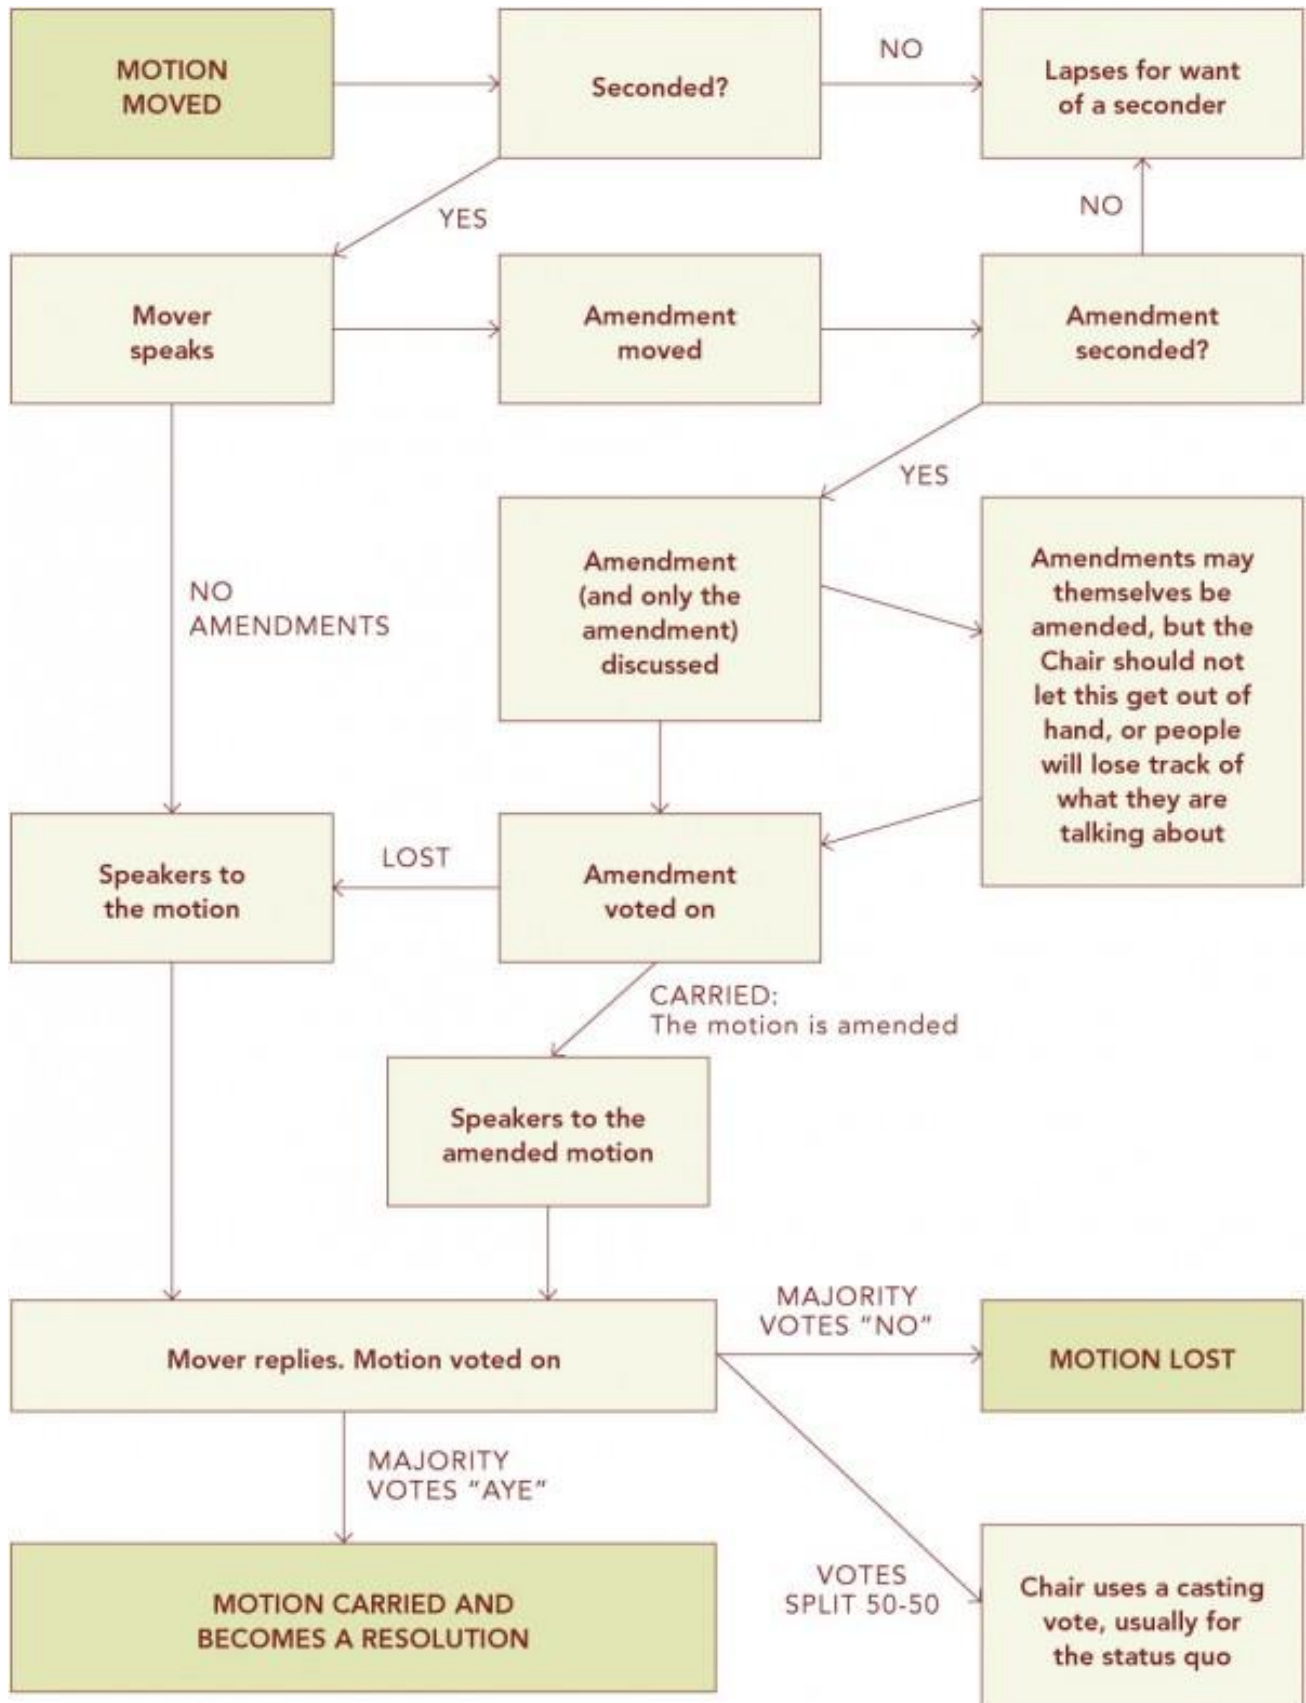 MOTION
MOVED
Seconded?
NO
Lapses for want
of a seconder
YES
NO
Mover
speaks
Amendment
moved
Amendment
seconded?
YES
NO
AMENDMENTS
Amendment
(and only the
amendment)
discussed
Amendments may
themselves be
amended, but the
Chair should not
let this get out of
hand, or people
will lose track of
what they are
talking about
Speakers to
the motion
LOST
Amendment
voted on
CARRIED:
The motion is amended
Speakers to the
amended motion
Mover replies. Motion voted on
MAJORITY
VOTES “NO”
MOTION LOST
MAJORITY
VOTES “AYE”
VOTES
SPLIT 50-50
MOTION CARRIED AND
BECOMES A RESOLUTION
Chair uses a casting
vote, usually for
the status quo